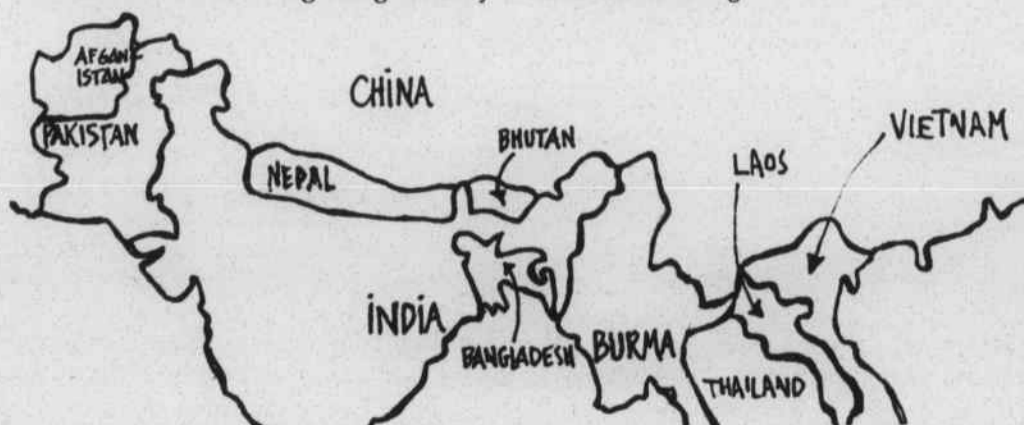 AFGAN
ISTAN
PAKISTAN
CHINA
NEPAL
BHUTAN
LAOS
VIETNAM
INDIA
BANGLADESH
BURMA
THAILAND